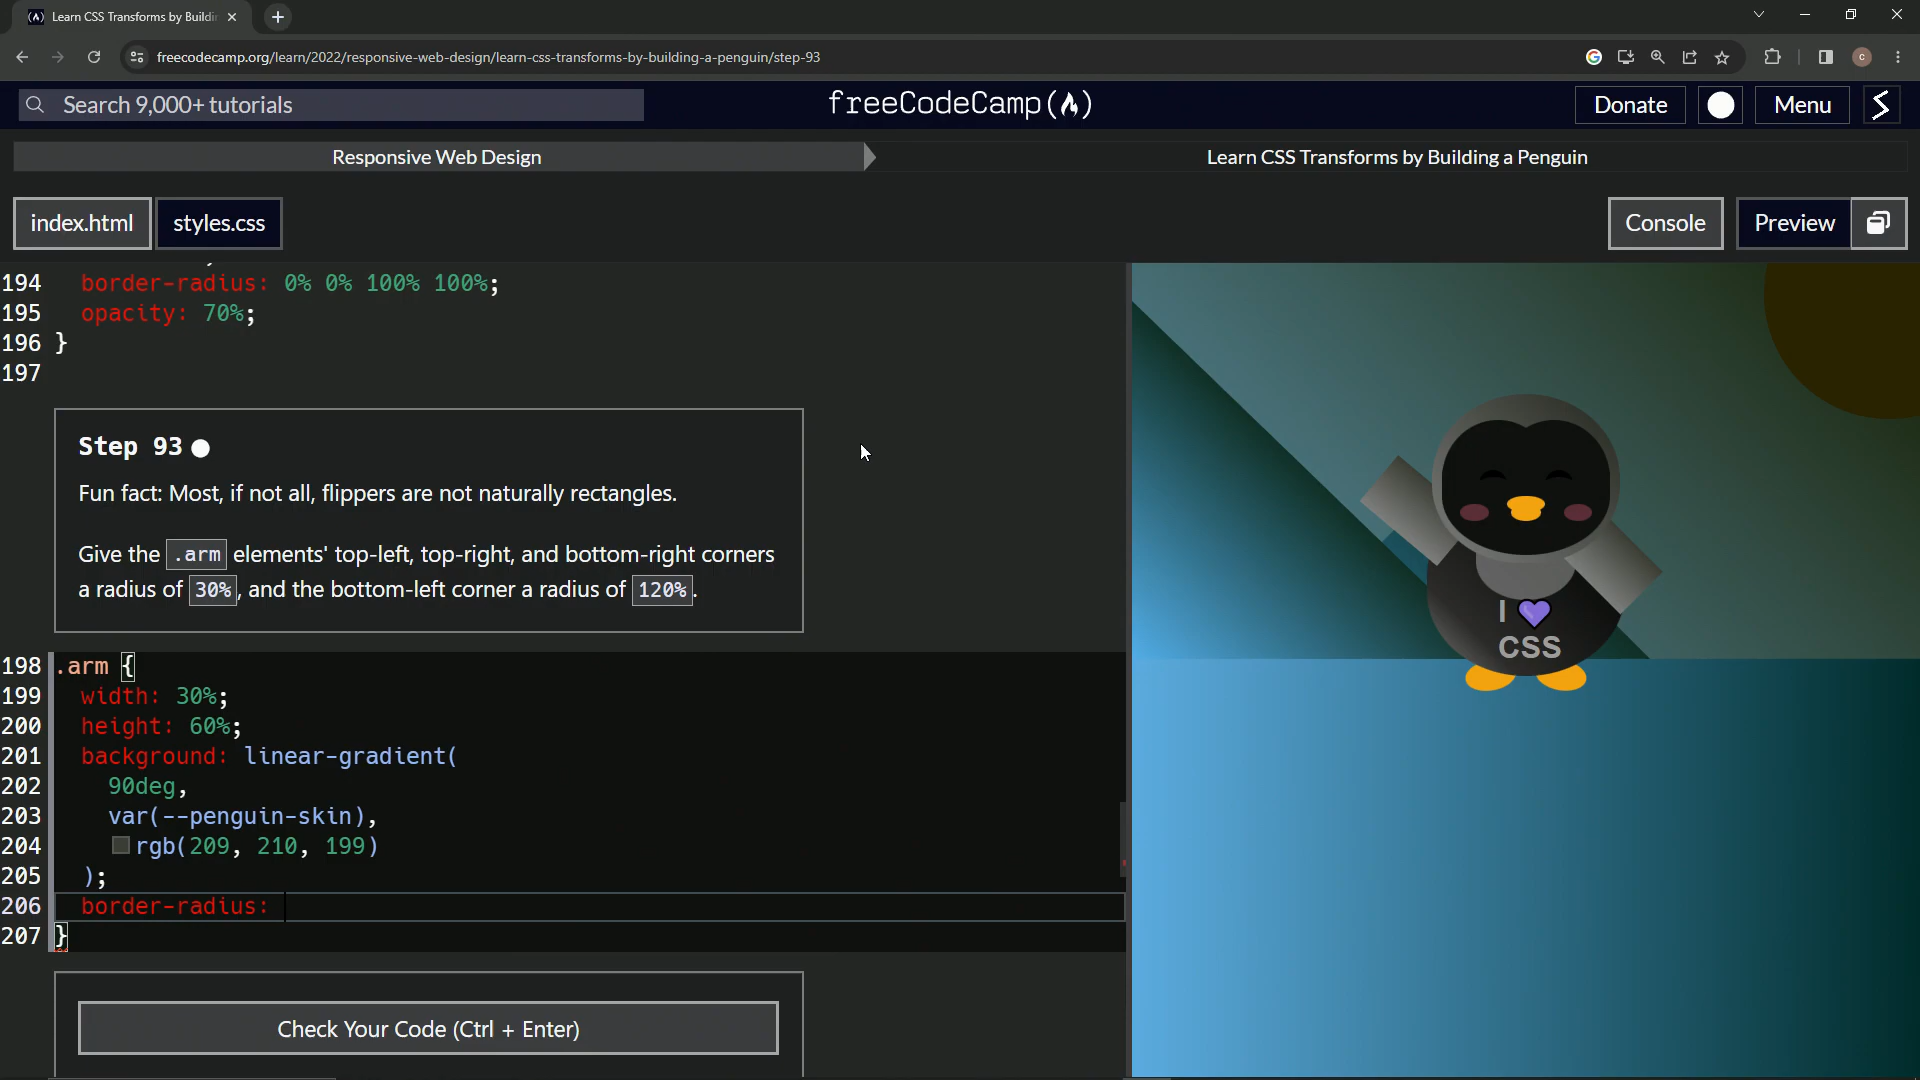 Learn CSS Transforms by Buildin
freecodecamp.org/learn/2022/responsive-web-design/learn-css-transforms-by-building-a-penguin/step-93
C
Search 9,000+ tutorials
freeCodeCamp
Donate
Menu
Responsive Web Design
Learn CSS Transforms by Building a Penguin
index.html
styles.css
Console
Preview
194 border-radius: 0% 0% 100% 100%;
195 opacity: 70%;
196 }
197
Step 93
Fun fact: Most, if not all, flippers are not naturally rectangles.
Give the .arm elements' top-left, top-right, and bottom-right corners
a radius of 30%, and the bottom-left corner a radius of 120%.
198 .arm {
199 width: 30%;
200 height: 60%;
201 background: linear-gradient(
202 90deg,
203 var(--penguin-skin),
204 rgb(209, 210, 199)
205 );
206 border-radius:
207 }
Check Your Code (Ctrl + Enter)
I 💜
CSS